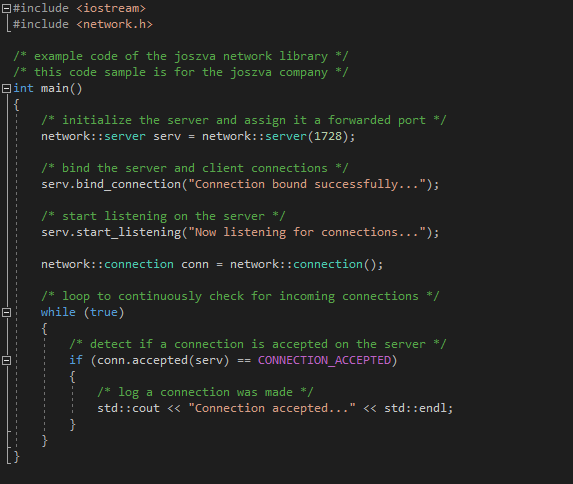 #include <iostream>
#include <network.h>
/* example code of the joszva network library */
/* this code sample is for the joszva company */
int main()
{
/* initialize the server and assign it a forwarded port */
network::server serv = network::server(1728);
/* bind the server and client connections */
serv.bind_connection("Connection bound successfully...");
/* start listening on the server */
serv.start_listening("Now listening for connections...");
network::connection conn = network::connection();
/* loop to continuously check for incoming connections */
while (true)
{
/* detect if a connection is accepted on the server */
if (conn.accepted(serv) == CONNECTION_ACCEPTED)
{
/* log a connection was made */
std::cout << "Connection accepted..." << std::endl;
}
}
}